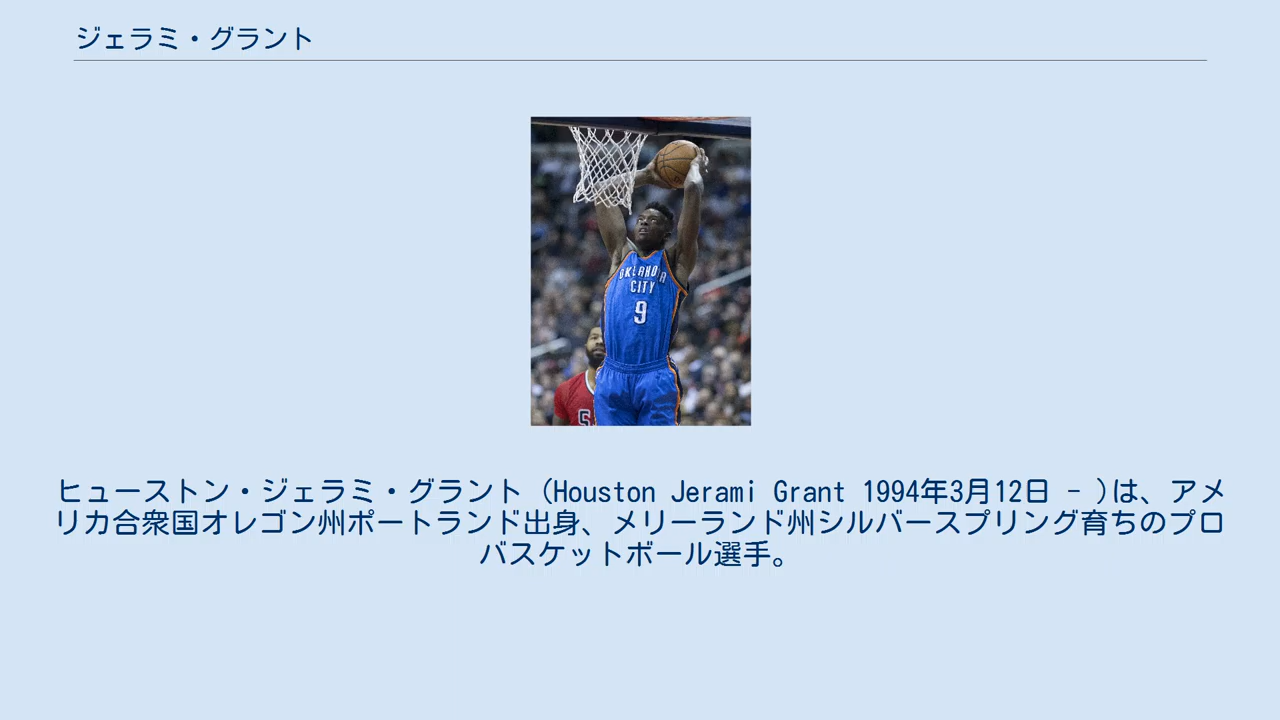 ジェラミ・グラント
OKLAHOMA
CITY
9
5
ヒューストン・ジェラミ・グラント (Houston Jerami Grant 1994年3月12日 - )は、アメ
リカ合衆国オレゴン州ポートランド出身、メリーランド州シルバースプリング育ちのプロ
バスケットボール選手。